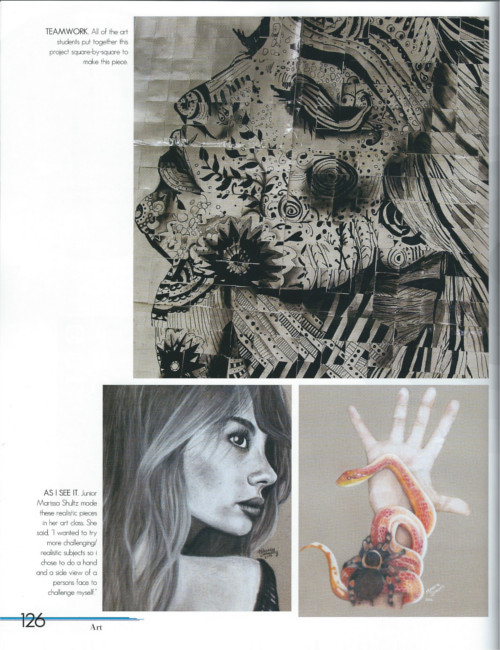 TEAMWORK. All of the art
students put together this
project square-by-square to
make this piece.
AS I SEE IT. Junior
Marissa Shultz made
these realistic pieces
in her art class. She
said, "I wanted to try
more challenging/
realistic subjects so i
chose to do a hand
and a side view of a
persons face to
challenge myself."
126
Art